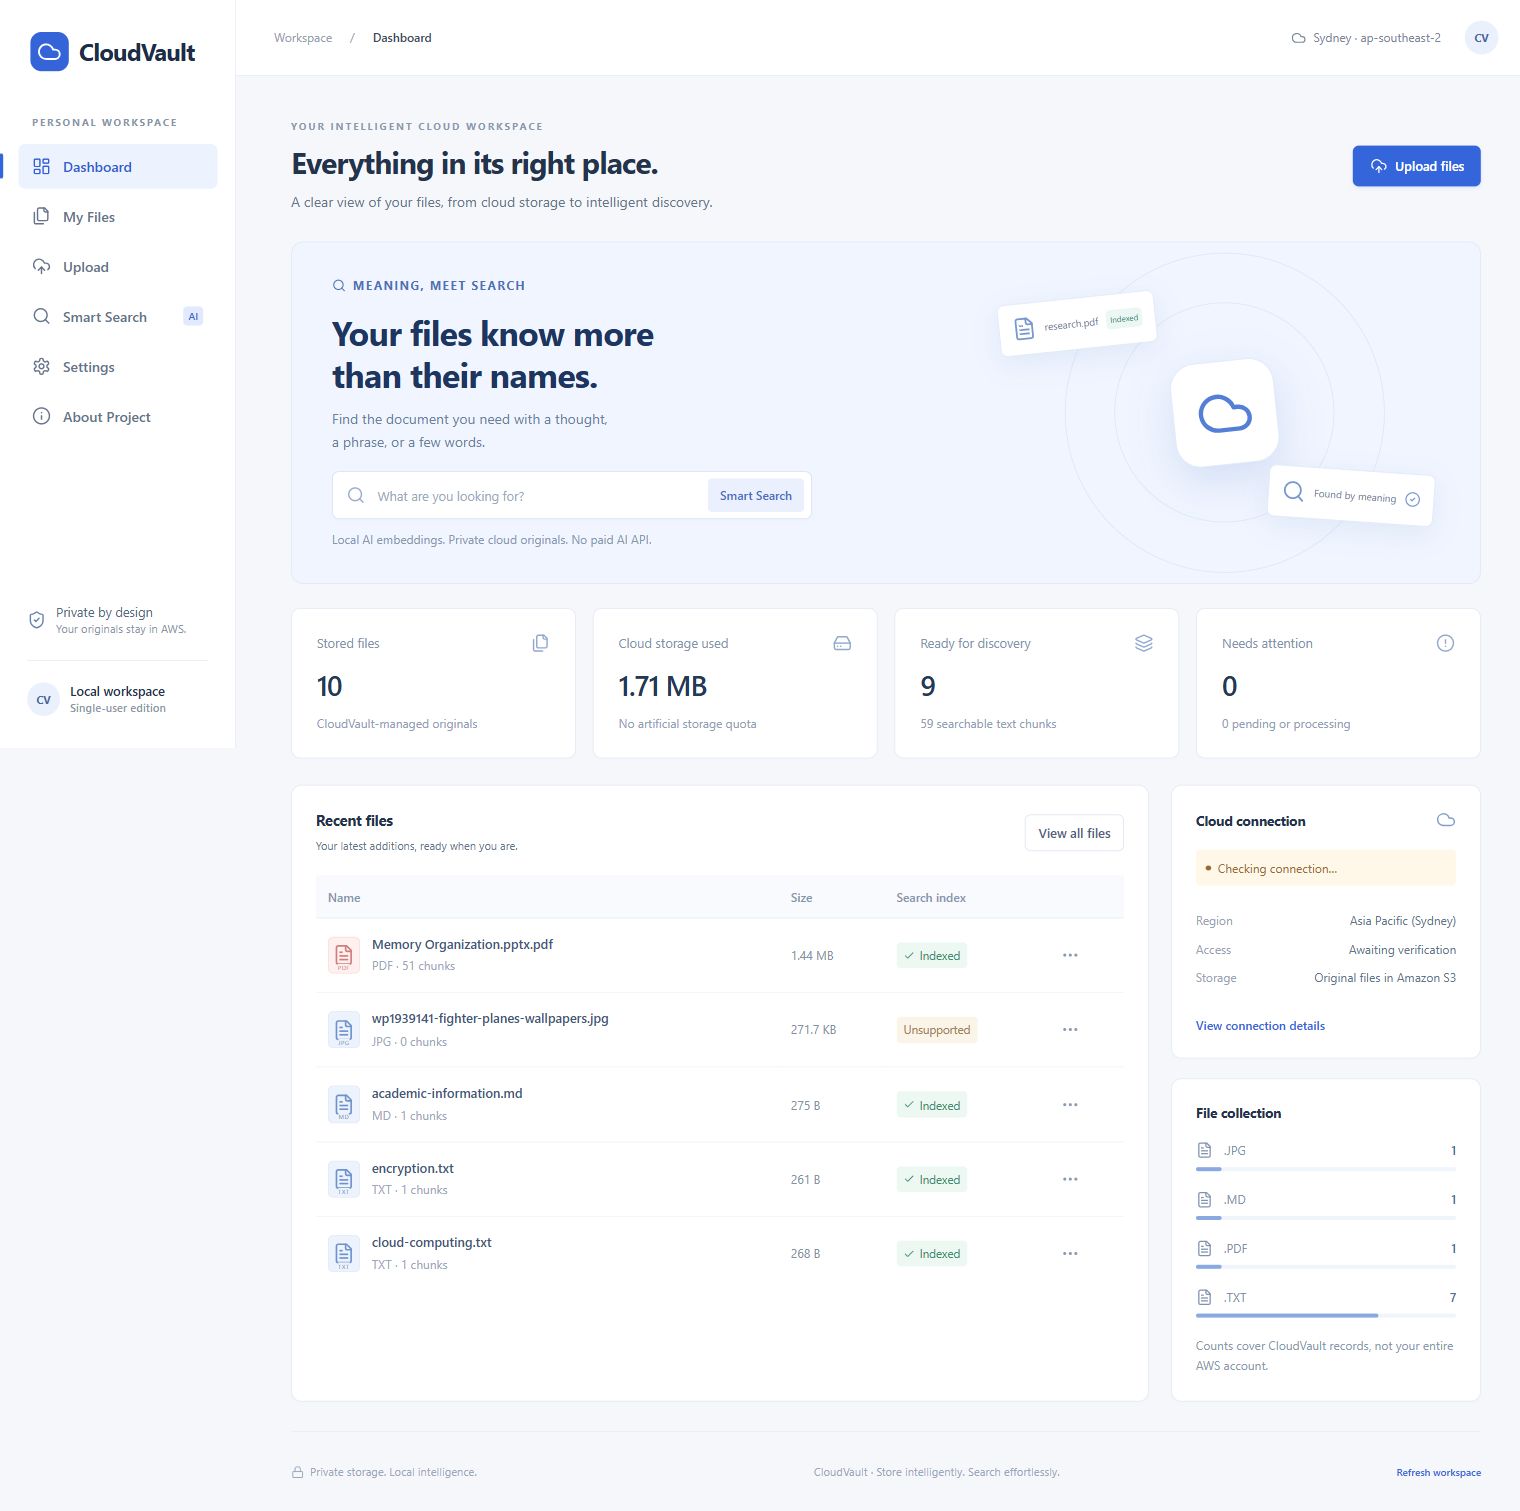 CloudVault
PERSONAL WORKSPACE
Dashboard
My Files
Upload
Smart Search AI
Settings
About Project
Private by design
Your originals stay in AWS.
CV
Local workspace
Single-user edition
Workspace / Dashboard
Sydney · ap-southeast-2 CV
YOUR INTELLIGENT CLOUD WORKSPACE
Everything in its right place.
A clear view of your files, from cloud storage to intelligent discovery.
Upload files
MEANING, MEET SEARCH
Your files know more
than their names.
Find the document you need with a thought,
a phrase, or a few words.
What are you looking for? Smart Search
Local AI embeddings. Private cloud originals. No paid AI API.
research.pdf Indexed
Found by meaning
Stored files
10
CloudVault-managed originals
Cloud storage used
1.71 MB
No artificial storage quota
Ready for discovery
9
59 searchable text chunks
Needs attention
0
0 pending or processing
Recent files
Your latest additions, ready when you are.
View all files
Name Size Search index
PDF
Memory Organization.pptx.pdf
PDF · 51 chunks
1.44 MB
Indexed
JPG
wp1939141-fighter-planes-wallpapers.jpg
JPG · 0 chunks
271.7 KB
Unsupported
MD
academic-information.md
MD · 1 chunks
275 B
Indexed
TXT
encryption.txt
TXT · 1 chunks
261 B
Indexed
TXT
cloud-computing.txt
TXT · 1 chunks
268 B
Indexed
Cloud connection
Checking connection...
Region Asia Pacific (Sydney)
Access Awaiting verification
Storage Original files in Amazon S3
View connection details
File collection
.JPG 1
.MD 1
.PDF 1
.TXT 7
Counts cover CloudVault records, not your entire
AWS account.
Private storage. Local intelligence.
CloudVault · Store intelligently. Search effortlessly.
Refresh workspace